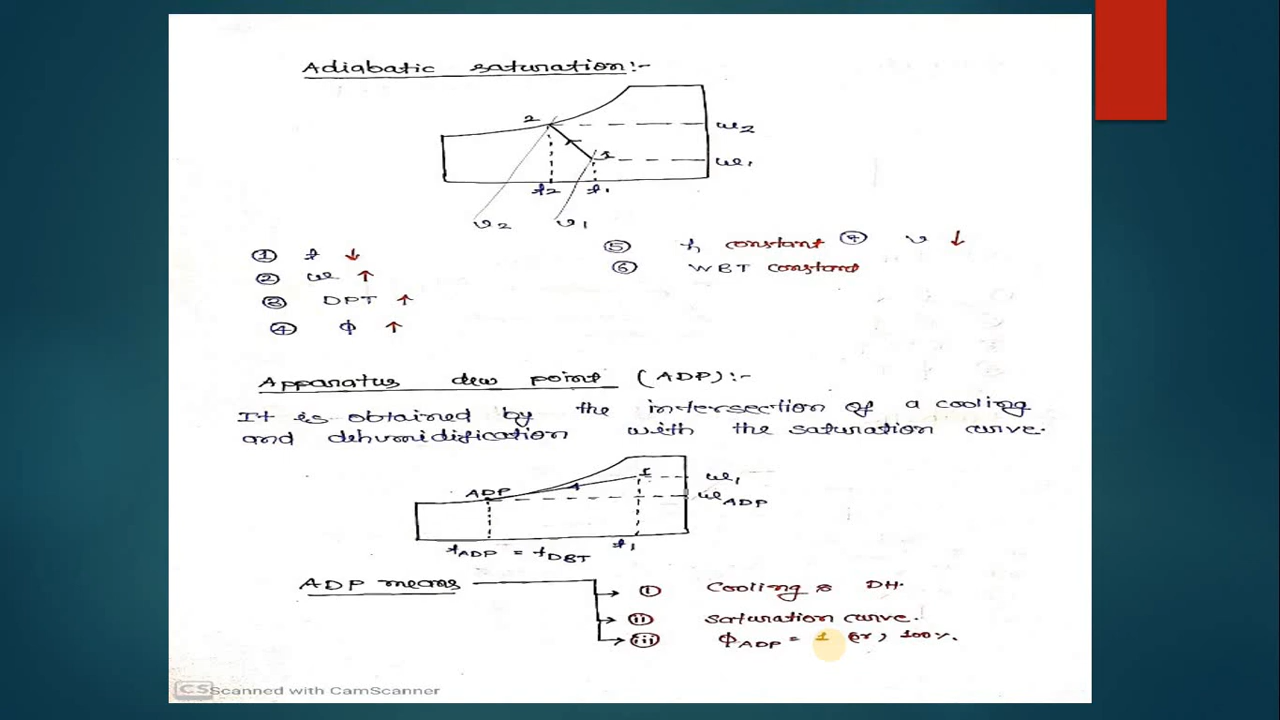 Adiabatic saturation:-
2
ω2
1
ω1
t2 t1
v2 v1
① t ↓
② ω ↑
③ DPT ↑
④ ϕ ↑
⑤ h constant ④ v ↓
⑥ WBT constant
Apparatus dew point (ADP):-
It is obtained by the intersection of a cooling
and dehumidification with the saturation curve.
ADP
1
ω1
ωADP
tADP = tDBT t1
ADP means
① Cooling & DH.
ⅱ saturation curve.
ⅲ ϕADP = 1 or, 100%.
CS Scanned with CamScanner